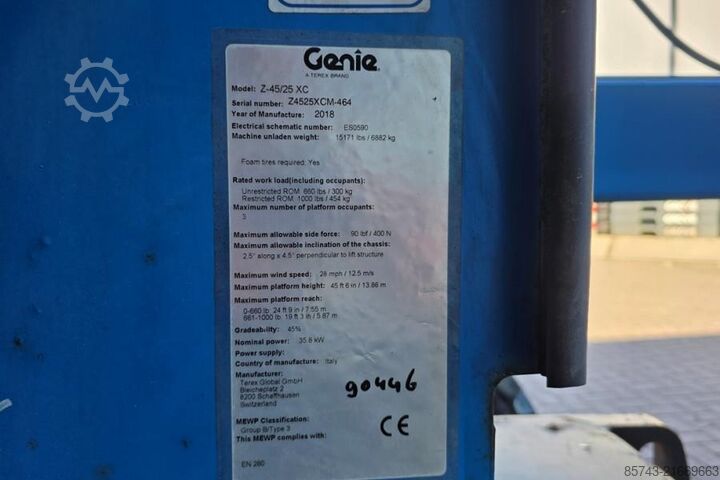 Genie
A TEREX BRAND
Model: Z-45/25 XC
Serial number: Z4525XCM-464
Year of Manufacture: 2018
Electrical schematic number: ES0590
Machine unladen weight: 15171 lbs / 6882 kg
Foam tires required: Yes
Rated work load(including occupants):
Unrestricted ROM: 660 lbs / 300 kg
Restricted ROM: 1000 lbs / 454 kg
Maximum number of platform occupants:
3
Maximum allowable side force: 90 lbf / 400 N
Maximum allowable inclination of the chassis:
2.5° along x 4.5° perpendicular to lift structure
Maximum wind speed: 28 mph / 12.5 m/s
Maximum platform height: 45 ft 6 in / 13.86 m
Maximum platform reach:
0-660 lb: 24 ft 9 in / 7.55 m
661-1000 lb: 19 ft 3 in / 5.87 m
Gradeability: 45%
Nominal power: 35.8 kW
Power supply:
Country of manufacture: Italy
Manufacturer:
Terex Global GmbH
Bleicheplatz 2
8200 Schaffhausen
Switzerland
90446
MEWP Classification:
Group B/Type 3
This MEWP complies with:
CE
EN 280
85743-21669663